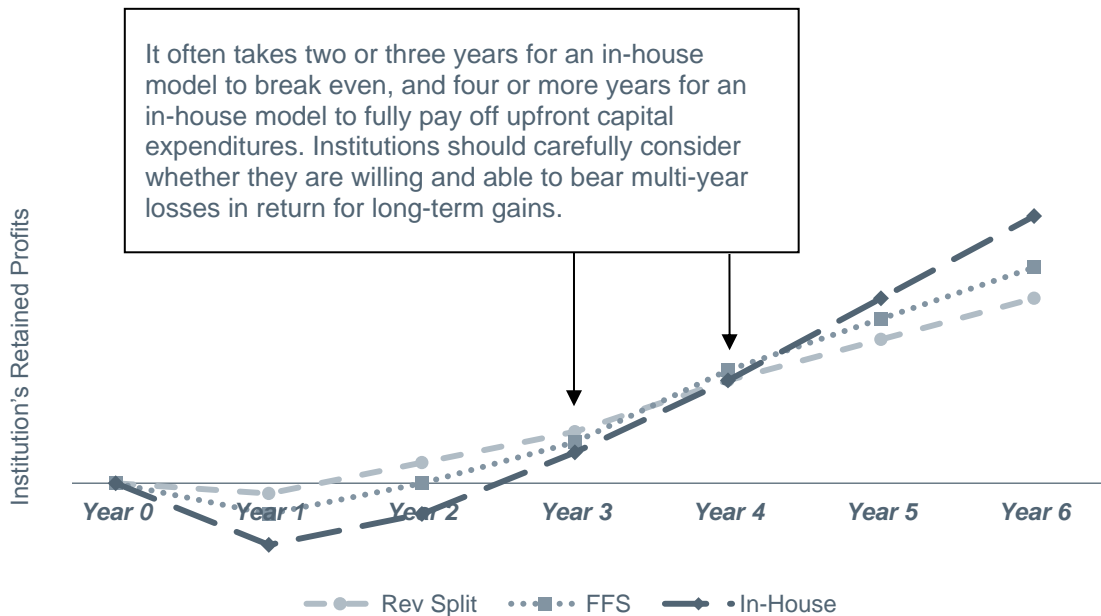 It often takes two or three years for an in-house
model to break even, and four or more years for an
in-house model to fully pay off upfront capital
expenditures. Institutions should carefully consider
whether they are willing and able to bear multi-year
losses in return for long-term gains.
Institution’s Retained Profits
Year 0 Year 1 Year 2 Year 3 Year 4 Year 5 Year 6
Rev Split FFS In-House